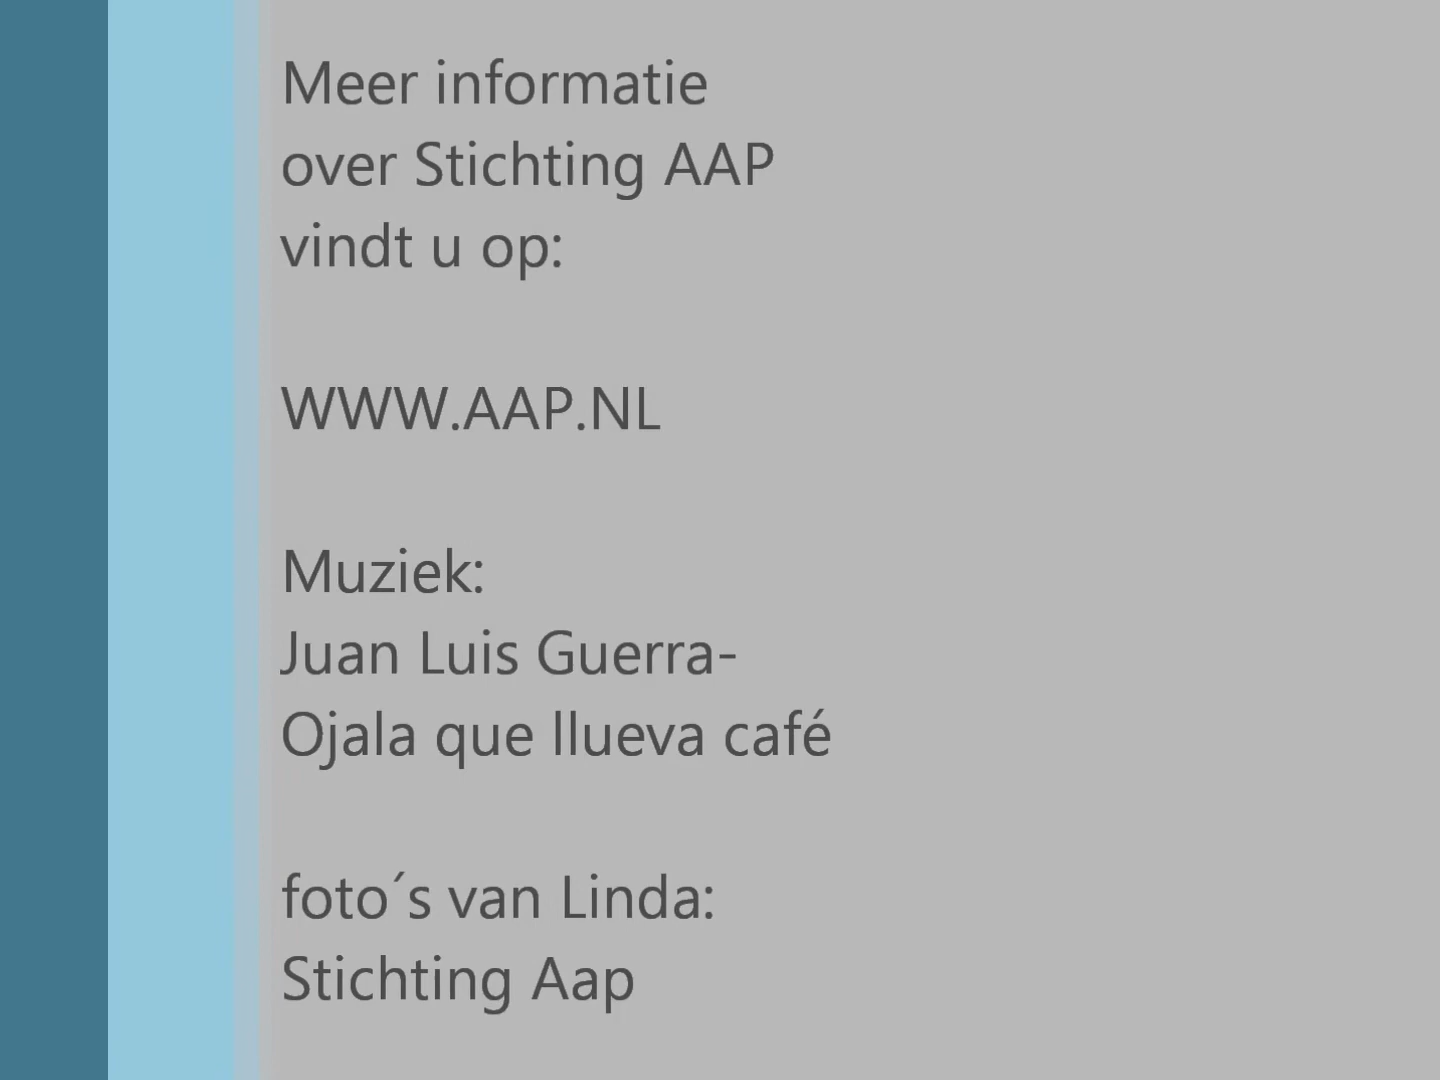 Meer informatie
over Stichting AAP
vindt u op:
WWW.AAP.NL
Muziek:
Juan Luis Guerra-
Ojala que llueva café
foto´s van Linda:
Stichting Aap